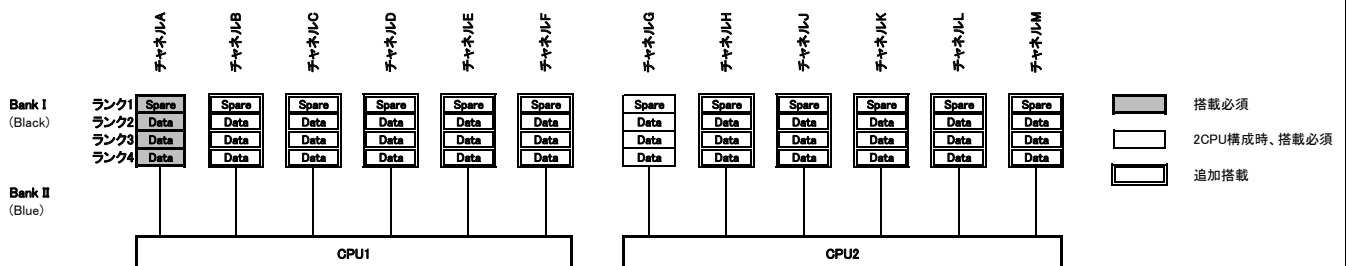 チャネルA チャネルB チャネルC チャネルD チャネルE チャネルF チャネルG チャネルH チャネルJ チャネルK チャネルL チャネルM
Bank I ランク1 Spare Spare Spare Spare Spare Spare Spare Spare Spare Spare Spare Spare 搭載必須
(Black) ランク2 Data Data Data Data Data Data Data Data Data Data Data Data
ランク3 Data Data Data Data Data Data Data Data Data Data Data Data 2CPU構成時、搭載必須
ランク4 Data Data Data Data Data Data Data Data Data Data Data Data
追加搭載
Bank II
(Blue)
CPU1 CPU2